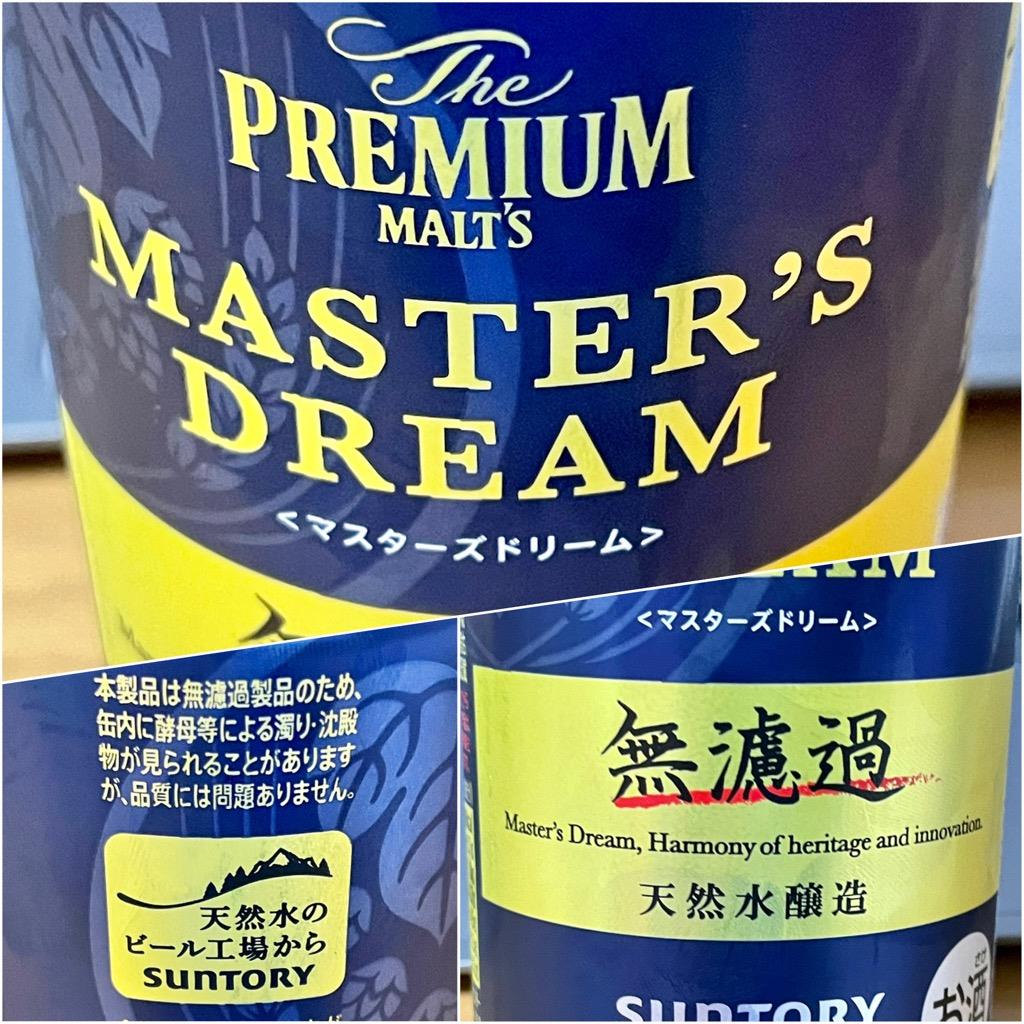 The
PREMIUM
MALT'S
MASTER'S
DREAM
<マスターズドリーム>
本製品は無濾過製品のため、
缶内に酵母等による濁り・沈殿
物が見られることがあります
が、品質には問題ありません。
天然水の
ビール工場から
SUNTORY
<マスターズドリーム>
無濾過
Master's Dream, Harmony of heritage and innovation.
天然水醸造
SUNTORY
さけ
お酒